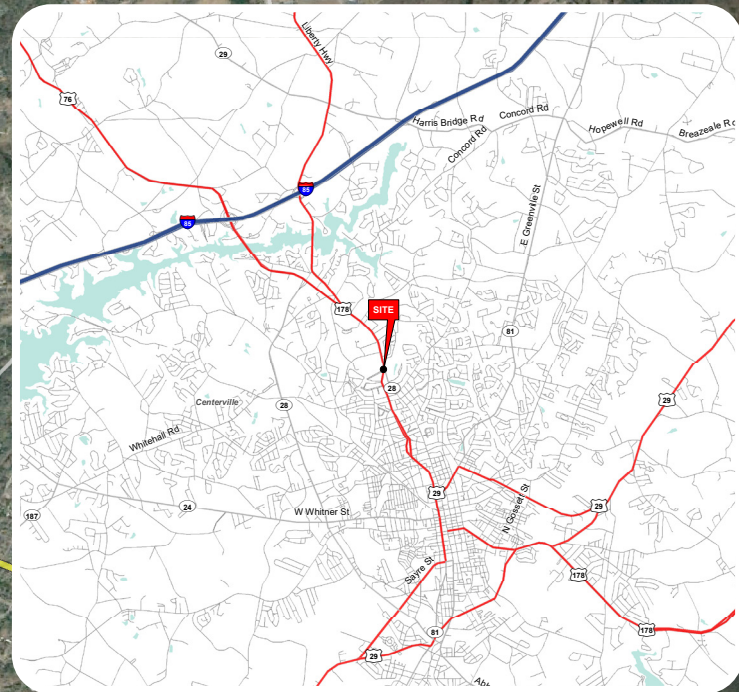 Liberty Hwy
29
76
Harris Bridge Rd
Concord Rd
Concord Rd
Hopewell Rd
Breazeale
85
85
E Greenville St
SITE
178
81
28
28
Centerville
29
Whitehall Rd
29
24
W Whitner St
187
N Gossett St
29
Sayre St
178
81
178
29